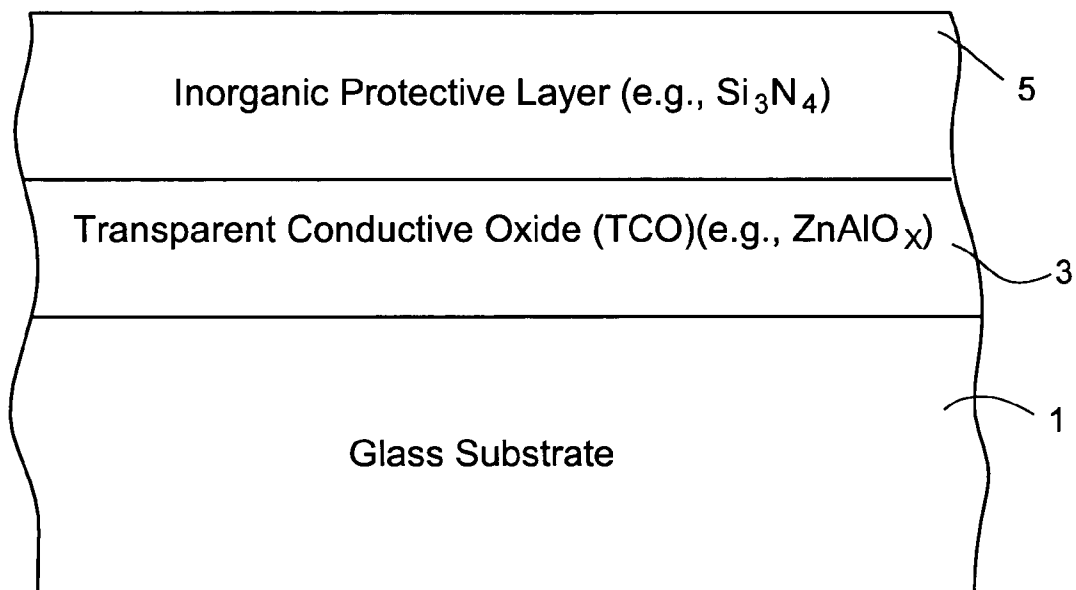 Inorganic Protective Layer (e.g., Si3N4)
5
Transparent Conductive Oxide (TCO)(e.g., ZnAlOX)
3
1
Glass Substrate